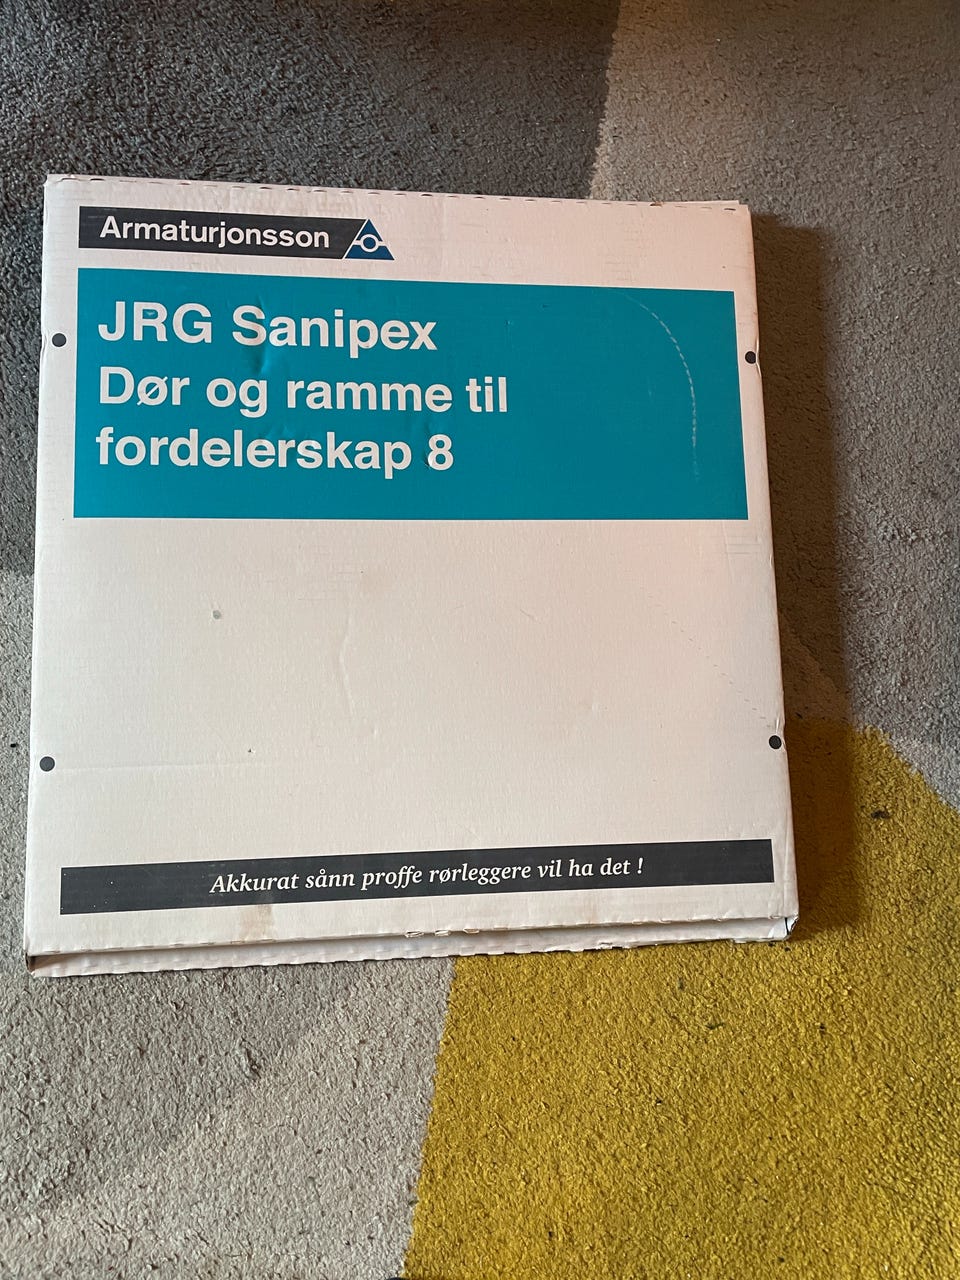 Armaturjonsson
JRG Sanipex
Dør og ramme til
fordelerskap 8
Akkurat sånn proffe rørleggere vil ha det !